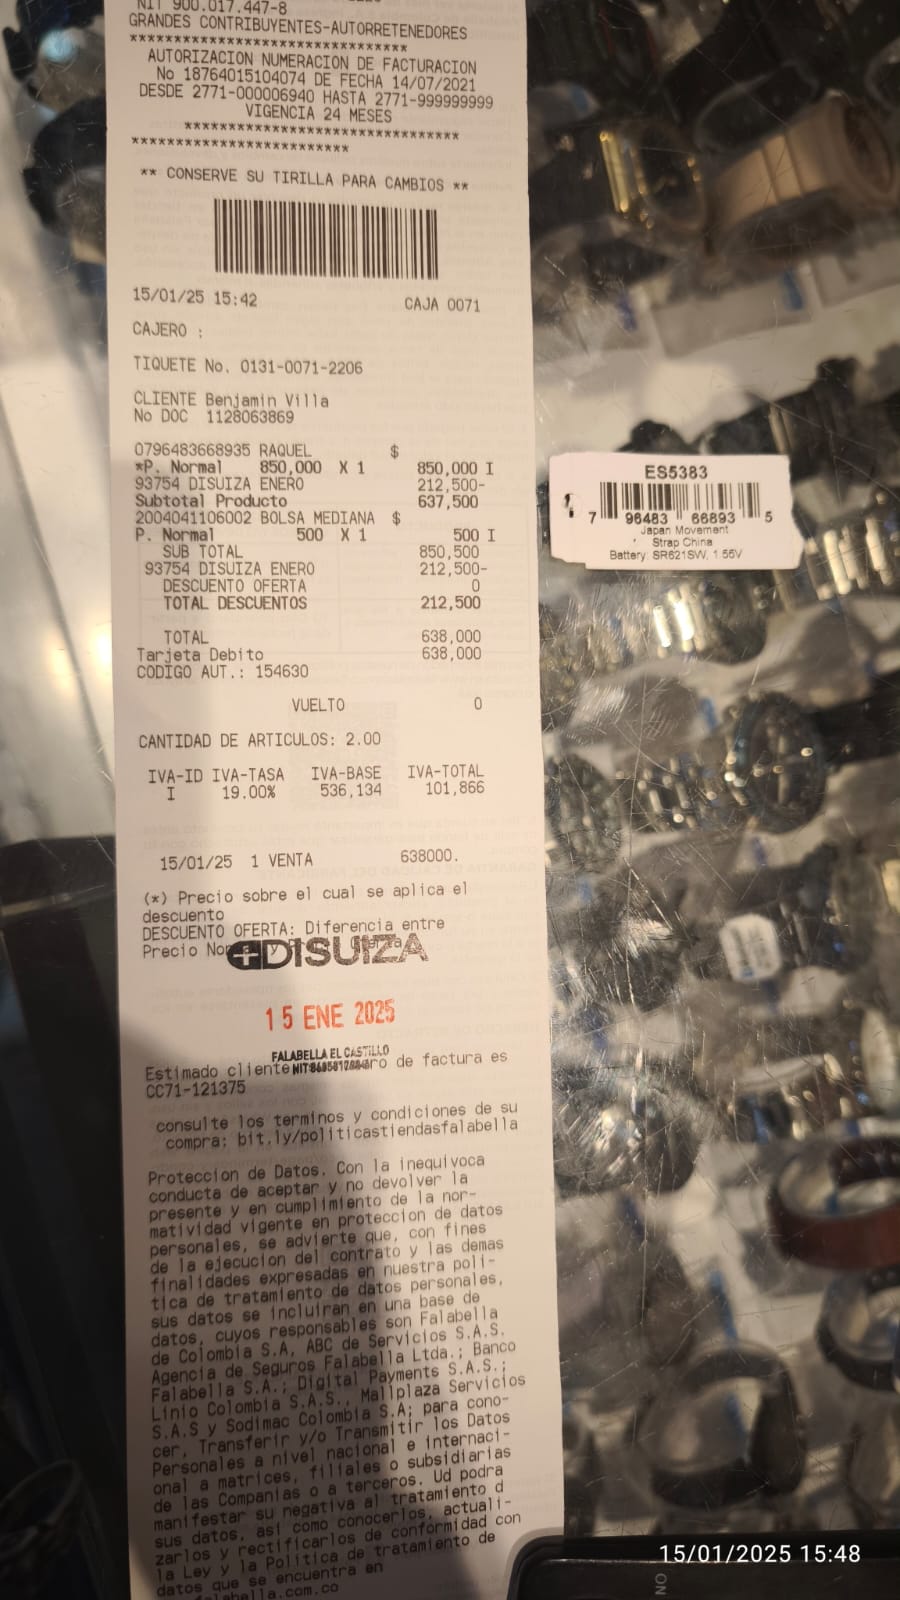 NIT 900.017.447-8
GRANDES CONTRIBUYENTES-AUTORRETENEDORES
*******************************
AUTORIZACION NUMERACION DE FACTURACION
No 18764015104074 DE FECHA 14/07/2021
DESDE 2771-000006940 HASTA 2771-999999999
VIGENCIA 24 MESES
*******************************
************************
** CONSERVE SU TIRILLA PARA CAMBIOS **
15/01/25 15:42 CAJA 0071
CAJERO :
TIQUETE No. 0131-0071-2206
CLIENTE Benjamin Villa
No DOC 1128063869
0796483668935 RAQUEL $
*P. Normal 850,000 X 1 850,000 I
93754 DISUIZA ENERO 212,500-
Subtotal Producto 637,500
2004041106002 BOLSA MEDIANA $
P. Normal 500 X 1 500 I
SUB TOTAL 850,500
93754 DISUIZA ENERO 212,500-
DESCUENTO OFERTA 0
TOTAL DESCUENTOS 212,500
TOTAL 638,000
Tarjeta Debito 638,000
CODIGO AUT.: 154630
VUELTO 0
CANTIDAD DE ARTICULOS: 2.00
IVA-ID IVA-TASA IVA-BASE IVA-TOTAL
I 19.00% 536,134 101,866
15/01/25 1 VENTA 638000.
(*) Precio sobre el cual se aplica el
descuento
DESCUENTO OFERTA: Diferencia entre
Precio
DISUIZA
15 ENE 2025
FALABELLA EL CASTILLO
Estimado cliente de factura es
CC71-121375
consulte los terminos y condiciones de su
compra; bit.ly/politicastiendasfalabella
Proteccion de Datos. Con la inequivoca
conducta de aceptar y no devolver la
presente y en cumplimiento de la nor-
matividad vigente en proteccion de datos
personales, se advierte que, con fines
de la ejecucion del contrato y las demas
finalidades expresadas en nuestra poli-
tica de tratamiento de datos personales,
sus datos se incluiran en una base de
datos, cuyos responsables son Falabella
de Colombia S.A, ABC de Servicios S.A.S.
Agencia de Seguros Falabella Ltda.; Banco
Falabella S.A.; Digital Payments S.A.S.;
Linio Colombia S.A.S., Mallplaza Servicios
S.A.S y Sodimac Colombia S.A; para cono-
cer, Transferir y/o Transmitir los Datos
Personales a nivel nacional e internaci-
onal a matrices, filiales o subsidiarias
de las Companias o a terceros. Ud podra
manifestar su negativa al tratamiento d
sus datos, asi como conocerlos, actuali-
zarlos y rectificarlos de conformidad con
la Ley y la Politica de tratamiento de
datos que se encuentra en
ES5383
7 96483 66893 5
Japan Movement
Strap China
Battery: SR621SW, 1.55V
NO
15/01/2025 15:48